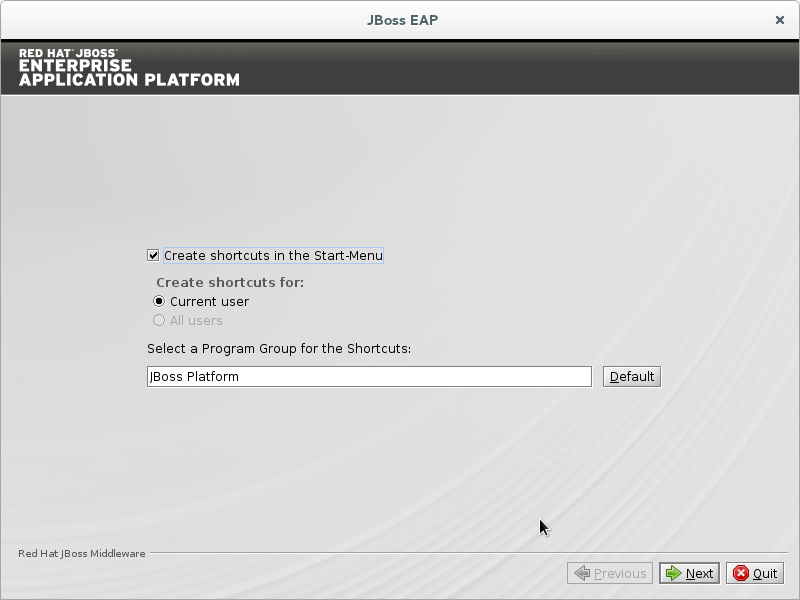 JBoss EAP
RED HAT JBOSS
ENTERPRISE
APPLICATION PLATFORM
Create shortcuts in the Start-Menu
Create shortcuts for:
Current user
All users
Select a Program Group for the Shortcuts:
JBoss Platform
Default
Red Hat JBoss Middleware
Previous
Next
Quit